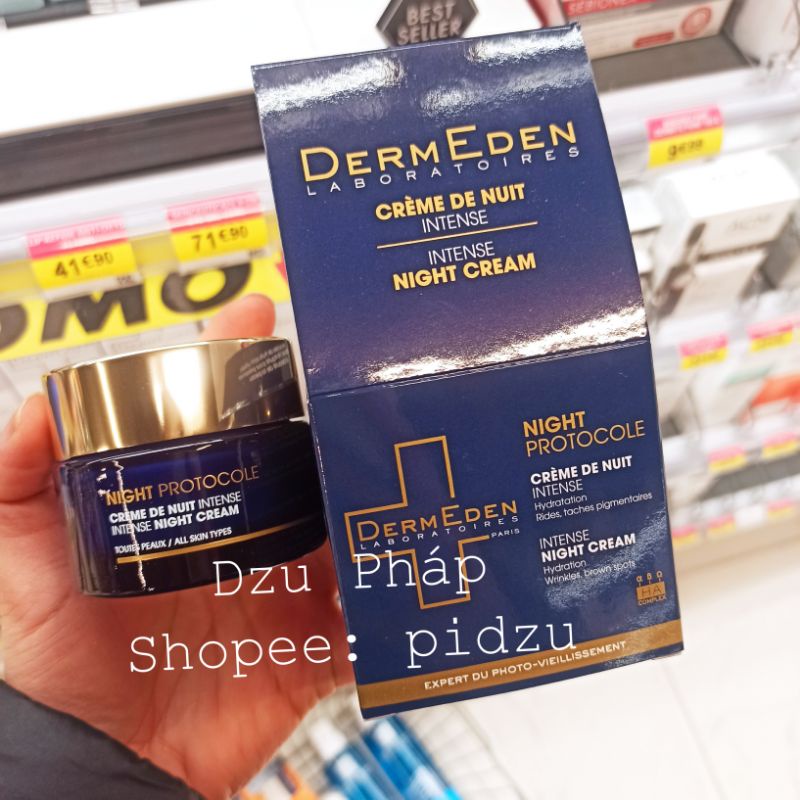 BEST
SELLER
9€99
DERMEDEN
LABORATOIRES
CRÈME DE NUIT
INTENSE
INTENSE
NIGHT CREAM
41€90
71€90
OMO
NIGHT PROTOCOLE
CRÈME DE NUIT INTENSE
INTENSE NIGHT CREAM
TOUTES PEAUX / ALL SKIN TYPES
NIGHT
PROTOCOLE
CRÈME DE NUIT
INTENSE
Hydratation
Rides, taches pigmentaires
INTENSE
NIGHT CREAM
Hydration
Wrinkles, brown spots
DERMEDEN
LABORATOIRES
PARIS
HA
COMPLEX
EXPERT DU PHOTO-VIEILLISSEMENT
Dzu Pháp
Shopee: pidzu